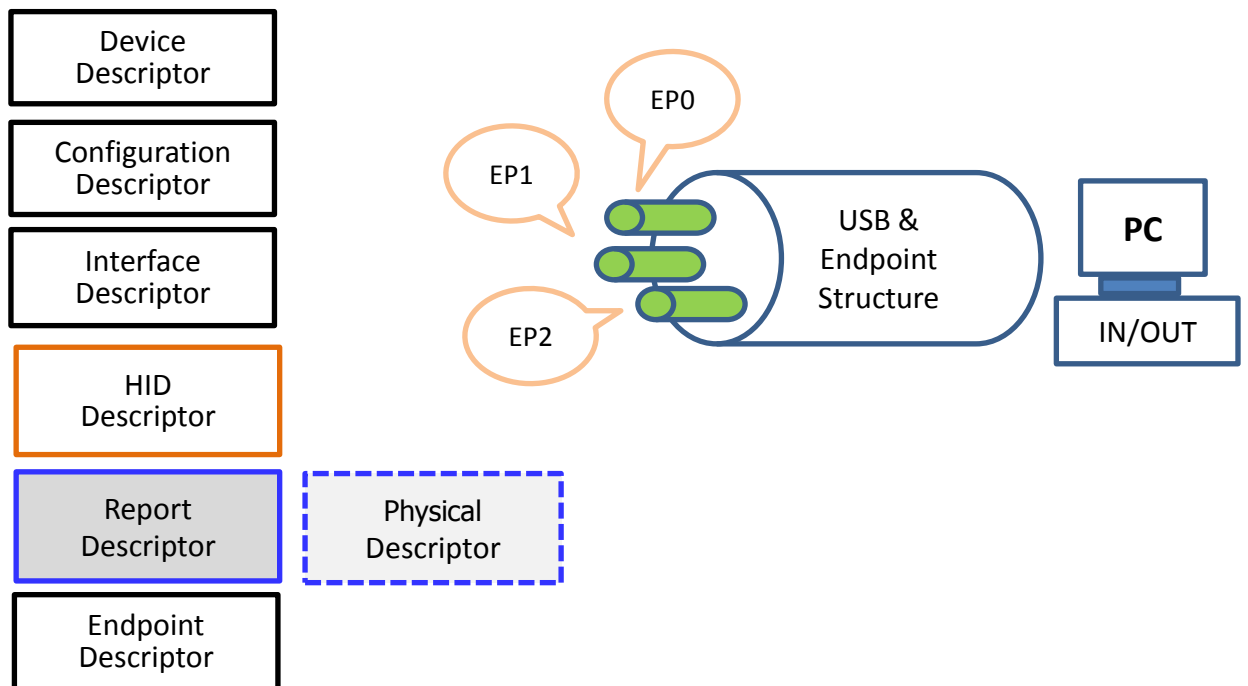 Device
Descriptor
Configuration
Descriptor
Interface
Descriptor
HID
Descriptor
Report
Descriptor
Physical
Descriptor
Endpoint
Descriptor
EP0
EP1
EP2
USB &
Endpoint
Structure
PC
IN/OUT